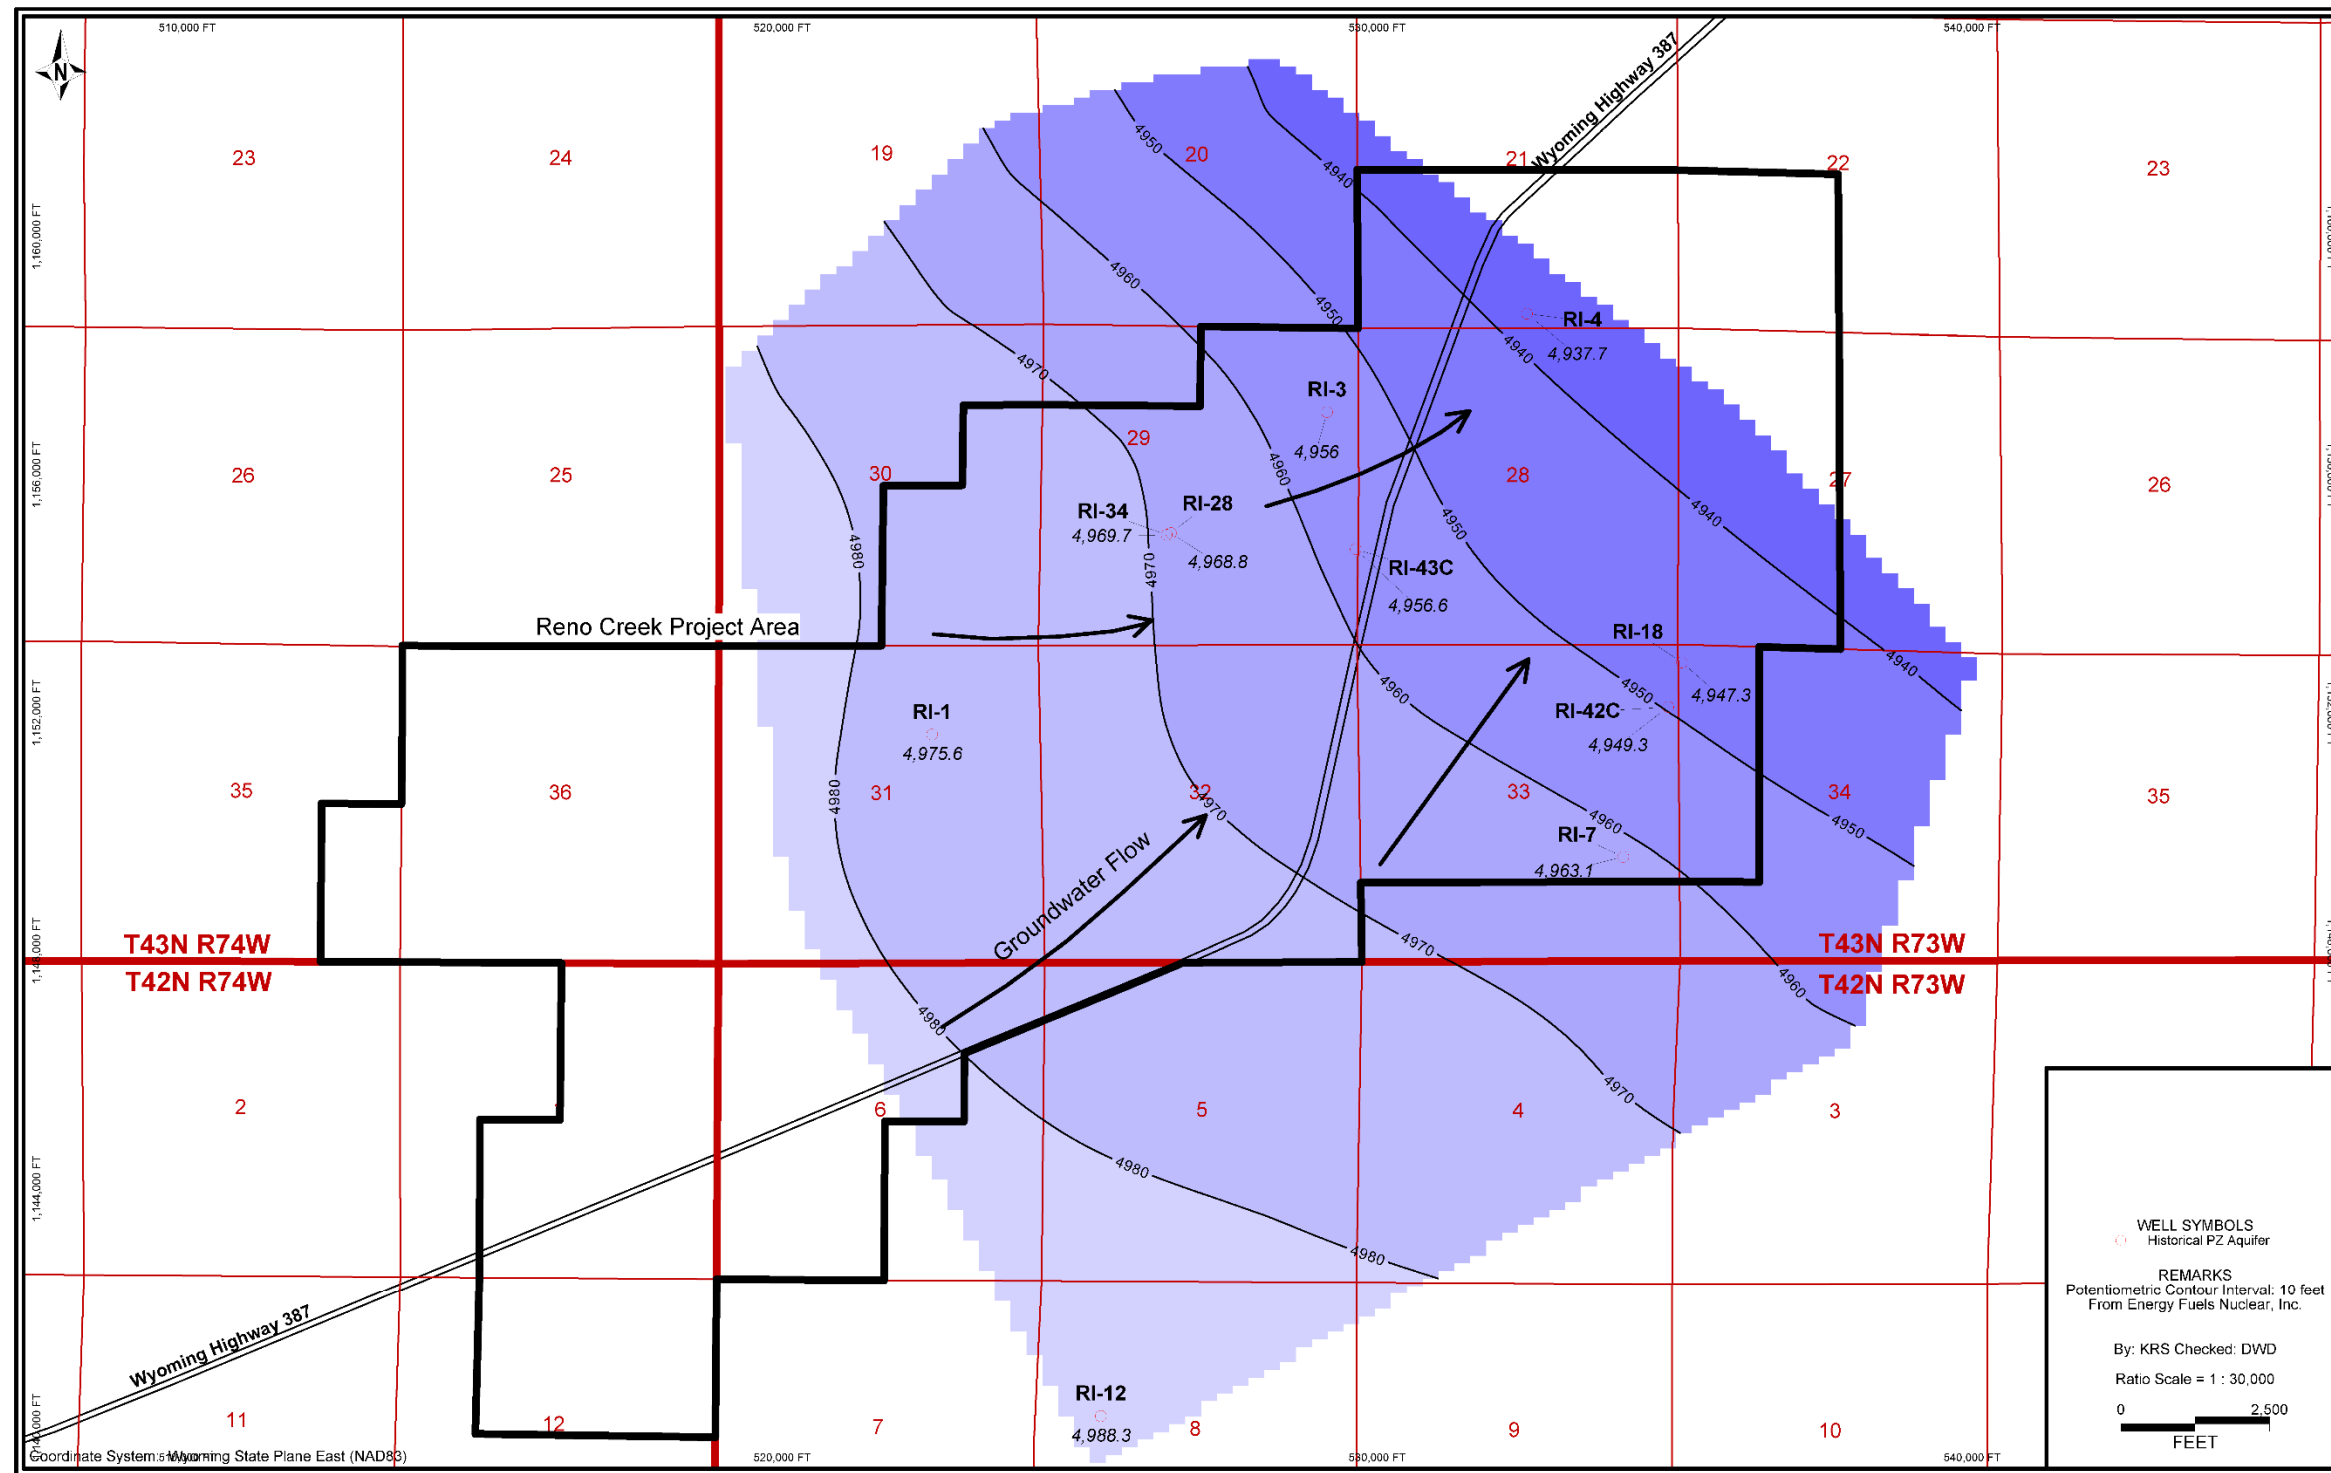 510,000 FT
520,000 FT
530,000 FT
540,000 FT
N
Wyoming Highway 387
23
24
19
20
21
22
23
4950
4940
1,160,000 FT
4960
4950
4970
4940
RI-4
4,937.7
RI-3
4,956
29
30
28
27
26
25
26
1,156,000 FT
4960
4940
4950
RI-34
4,969.7
RI-28
4,968.8
4980
4970
RI-43C
4,956.6
Reno Creek Project Area
RI-18
4,947.3
4940
4960
4950
RI-42C
4,949.3
RI-1
4,975.6
1,152,000 FT
35
36
31
32
33
34
35
4980
4970
4960
4950
RI-7
4,963.1
Groundwater Flow
1,148,000 FT
T43N R74W
T42N R74W
T43N R73W
T42N R73W
4970
4960
4980
2
6
5
4
3
4970
4980
1,144,000 FT
4980
Wyoming Highway 387
RI-12
4,988.3
11
12
7
8
9
10
WELL SYMBOLS
Historical PZ Aquifer
REMARKS
Potentiometric Contour Interval: 10 feet
From Energy Fuels Nuclear, Inc.
By: KRS Checked: DWD
Ratio Scale = 1 : 30,000
0 2,500
FEET
1,140,000 FT
Coordinate System: Wyoming State Plane East (NAD83)
520,000 FT
530,000 FT
540,000 FT